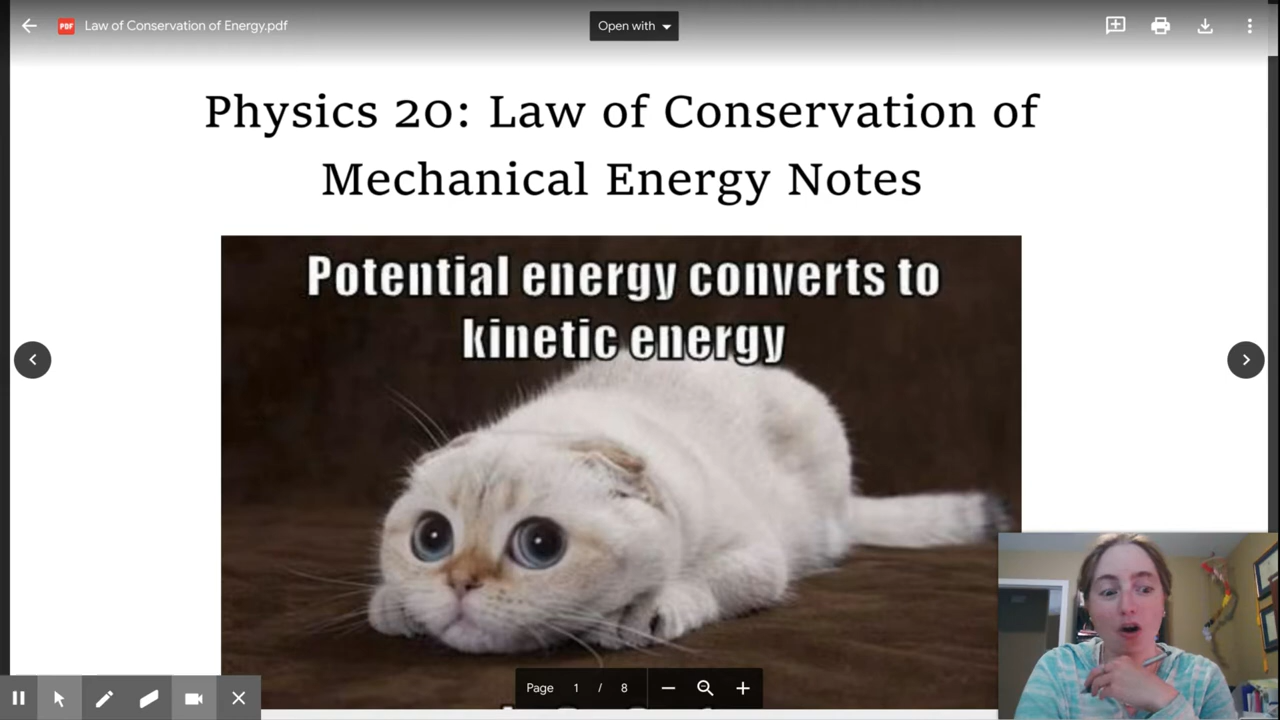 PDF Law of Conservation of Energy.pdf
Open with
Physics 20: Law of Conservation of
Mechanical Energy Notes
Potential energy converts to
kinetic energy
Page 1 / 8